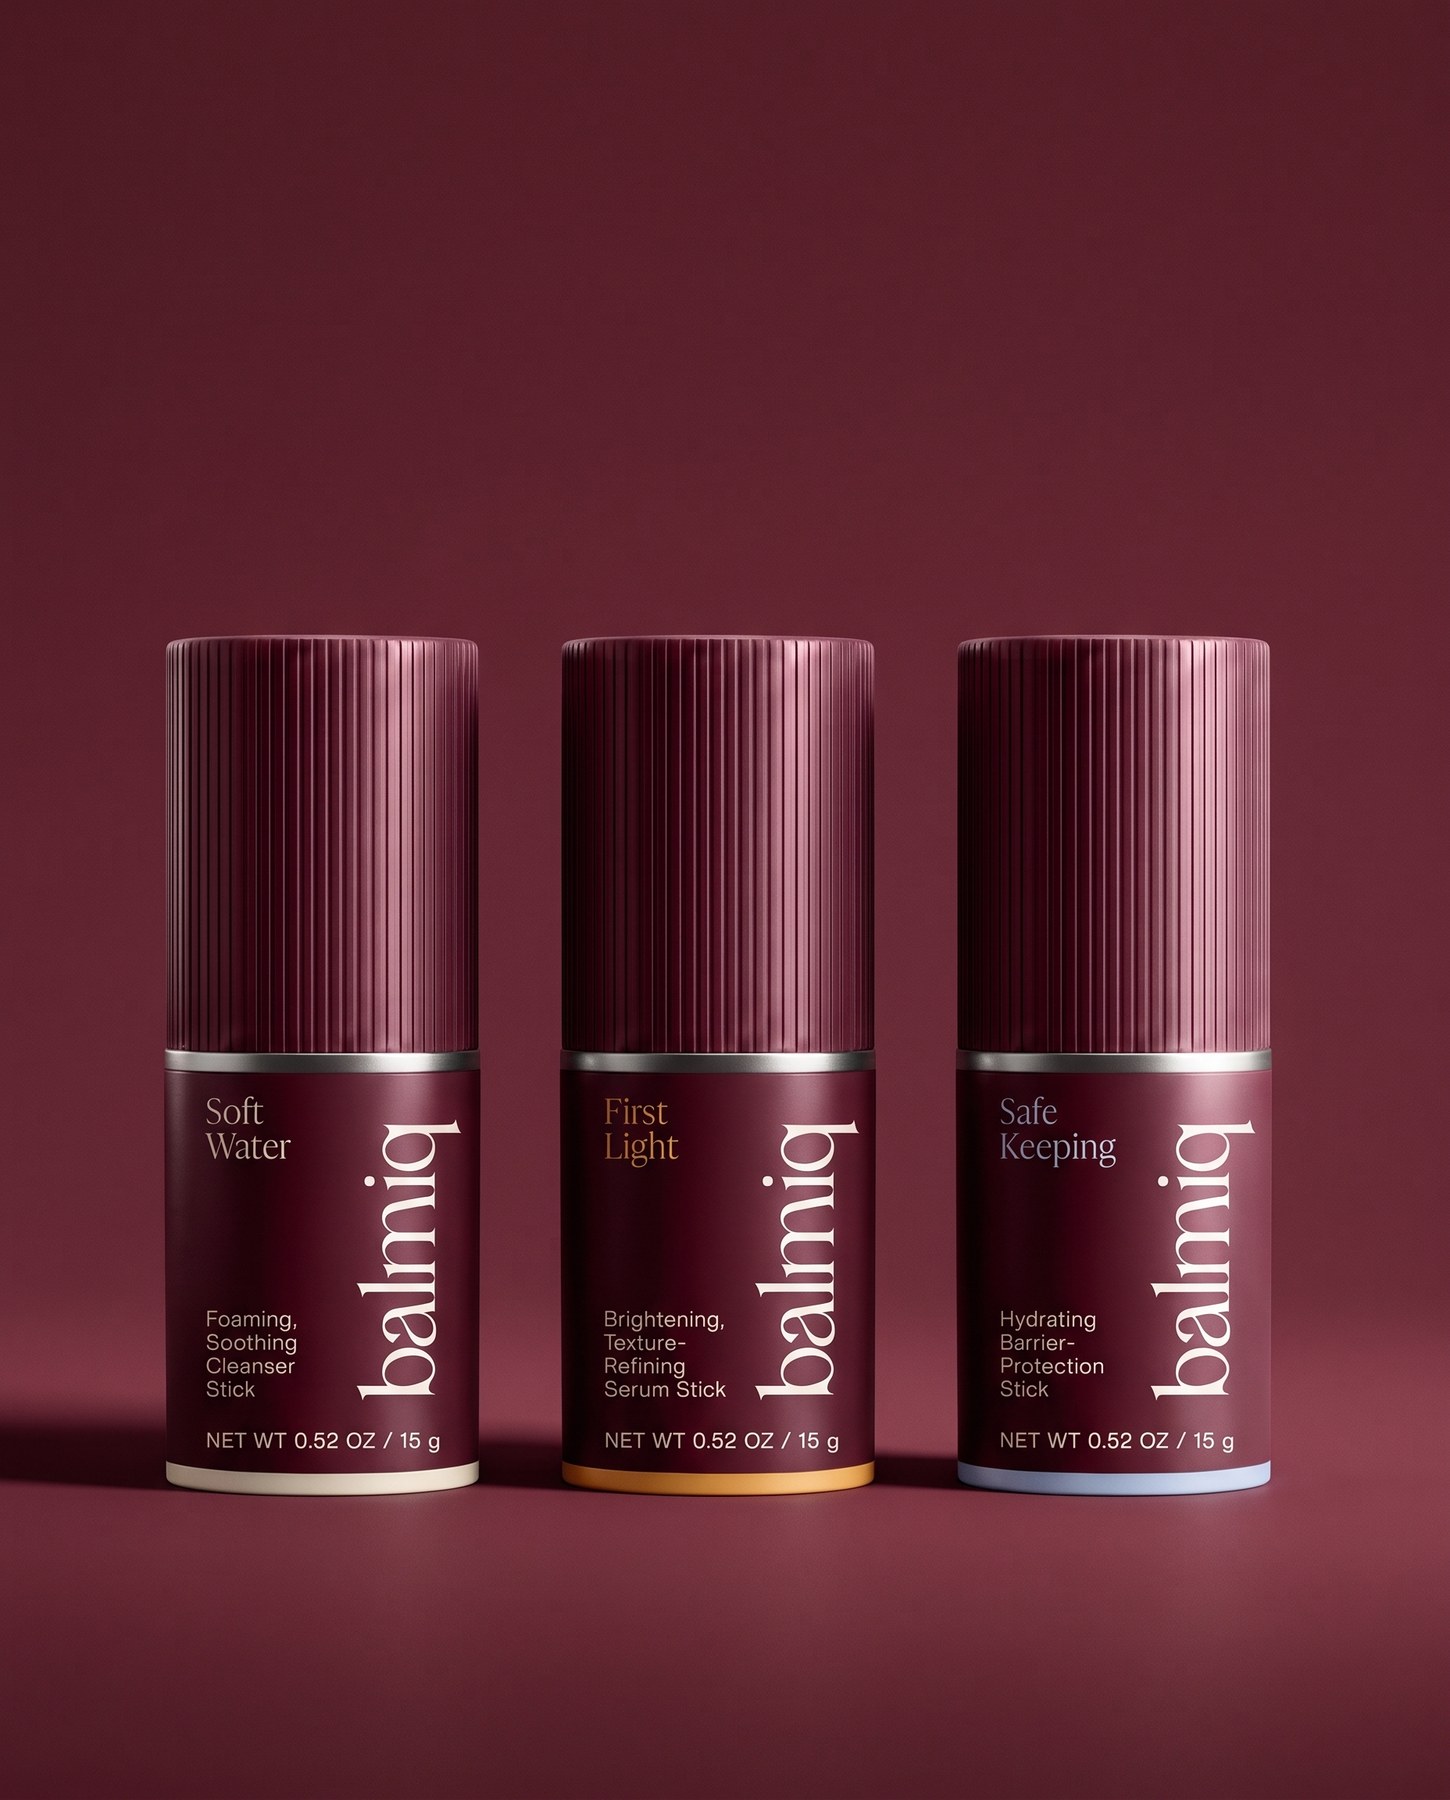 Soft
Water
balmiq
Foaming,
Soothing
Cleanser
Stick
NET WT 0.52 OZ / 15 g
First
Light
balmiq
Brightening,
Texture-
Refining
Serum Stick
NET WT 0.52 OZ / 15 g
Safe
Keeping
balmiq
Hydrating
Barrier-
Protection
Stick
NET WT 0.52 OZ / 15 g